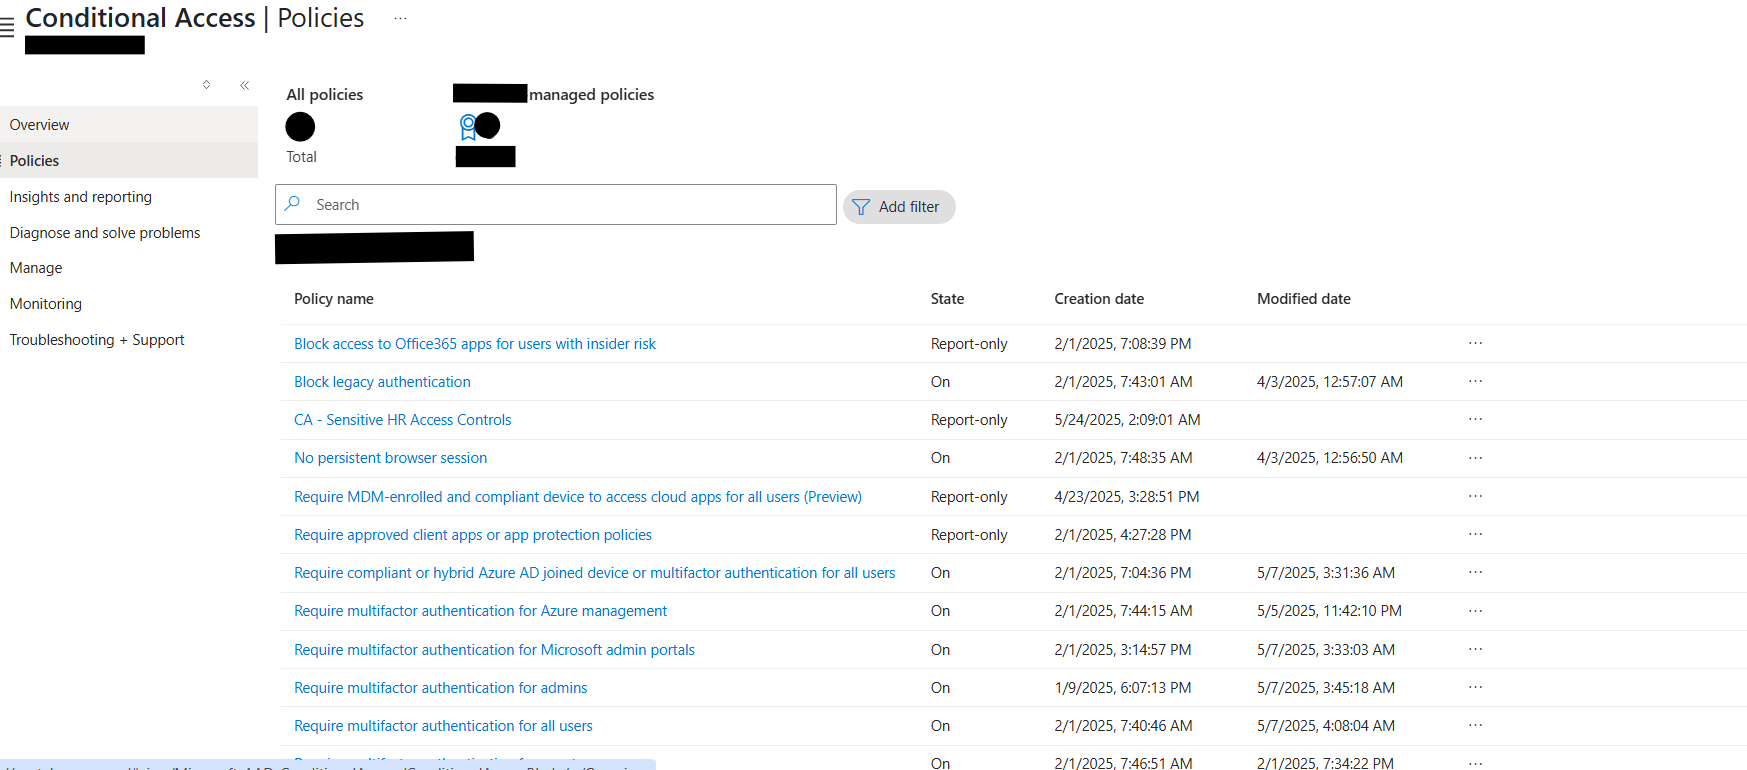 Conditional Access | Policies ...
All policies
managed policies
Total
Overview
Policies
Insights and reporting
Diagnose and solve problems
Manage
Monitoring
Troubleshooting + Support
Search
Add filter
Policy name State Creation date Modified date
Block access to Office365 apps for users with insider risk Report-only 2/1/2025, 7:08:39 PM ...
Block legacy authentication On 2/1/2025, 7:43:01 AM 4/3/2025, 12:57:07 AM ...
CA - Sensitive HR Access Controls Report-only 5/24/2025, 2:09:01 AM ...
No persistent browser session On 2/1/2025, 7:48:35 AM 4/3/2025, 12:56:50 AM ...
Require MDM-enrolled and compliant device to access cloud apps for all users (Preview) Report-only 4/23/2025, 3:28:51 PM ...
Require approved client apps or app protection policies Report-only 2/1/2025, 4:27:28 PM ...
Require compliant or hybrid Azure AD joined device or multifactor authentication for all users On 2/1/2025, 7:04:36 PM 5/7/2025, 3:31:36 AM ...
Require multifactor authentication for Azure management On 2/1/2025, 7:44:15 AM 5/5/2025, 11:42:10 PM ...
Require multifactor authentication for Microsoft admin portals On 2/1/2025, 3:14:57 PM 5/7/2025, 3:33:03 AM ...
Require multifactor authentication for admins On 1/9/2025, 6:07:13 PM 5/7/2025, 3:45:18 AM ...
Require multifactor authentication for all users On 2/1/2025, 7:40:46 AM 5/7/2025, 4:08:04 AM ...
On 2/1/2025, 7:46:51 AM 2/1/2025, 7:34:22 PM ...